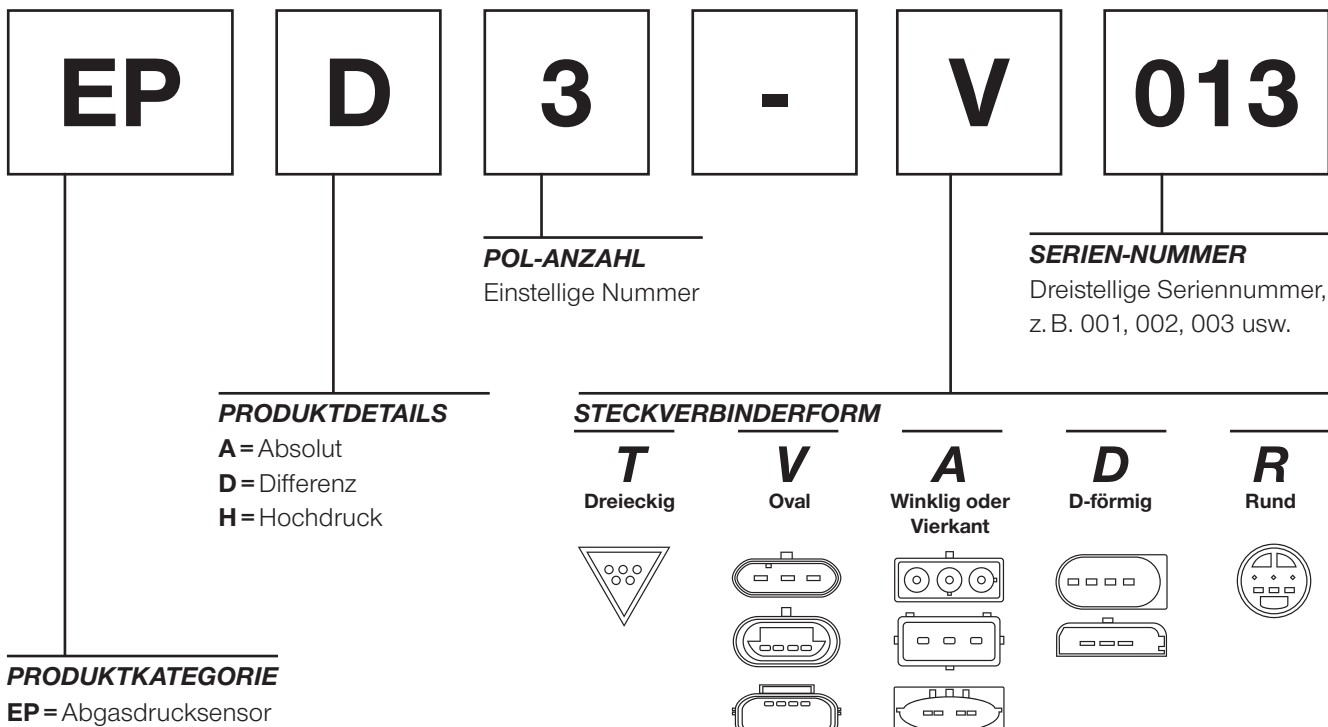 EP D 3 - V 013
POL-ANZAHL
Einstellige Nummer
SERIEN-NUMMER
Dreistellige Seriennummer,
z. B. 001, 002, 003 usw.
PRODUKTDETAILS
A = Absolut
D = Differenz
H = Hochdruck
STECKVERBINDERFORM
T
Dreieckig
V
Oval
A
Winklig oder
Vierkant
D
D-förmig
R
Rund
PRODUKTKATEGORIE
EP = Abgasdrucksensor